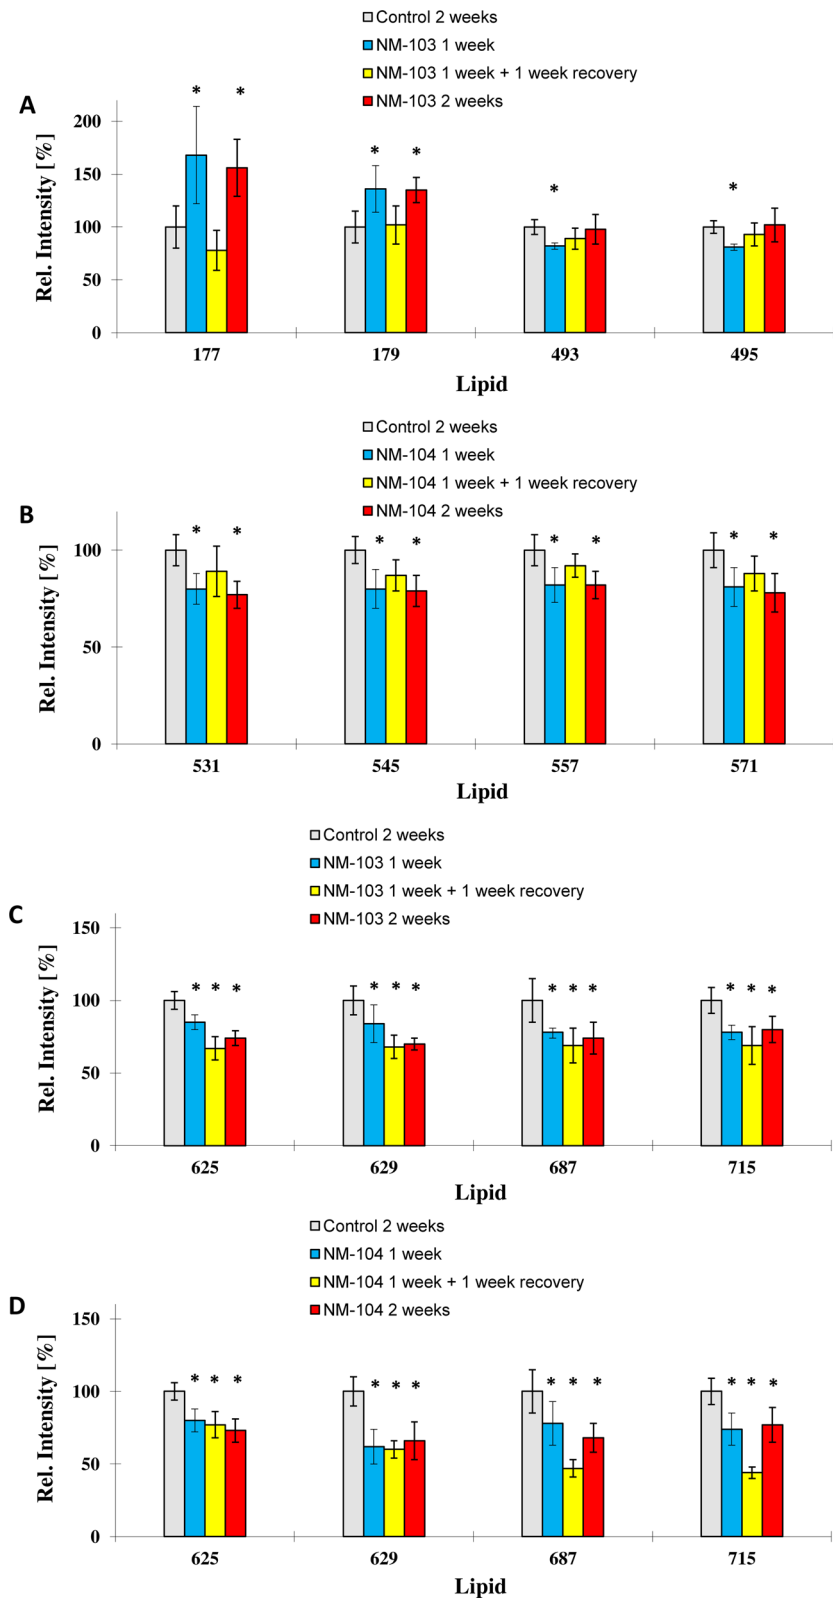 Control 2 weeks
NM-103 1 week
NM-103 1 week + 1 week recovery
NM-103 2 weeks
A
Rel. Intensity [%]
200
150
100
50
0
* * * * * *
177 179 493 495
Lipid
Control 2 weeks
NM-104 1 week
NM-104 1 week + 1 week recovery
NM-104 2 weeks
B
Rel. Intensity [%]
100
50
0
* * * * * * * *
531 545 557 571
Lipid
Control 2 weeks
NM-103 1 week
NM-103 1 week + 1 week recovery
NM-103 2 weeks
C
Rel. Intensity [%]
150
100
50
0
* * * * * * * * * * * *
625 629 687 715
Lipid
Control 2 weeks
NM-104 1 week
NM-104 1 week + 1 week recovery
NM-104 2 weeks
D
Rel. Intensity [%]
150
100
50
0
* * * * * * * * * * * *
625 629 687 715
Lipid